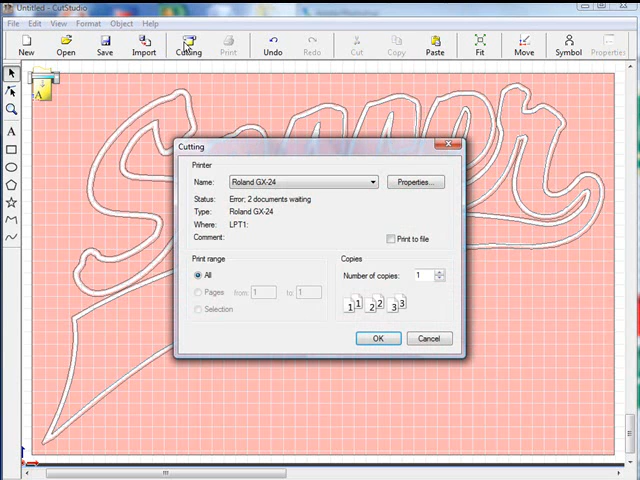 Untitled - CutStudio
File Edit View Format Object Help
New Open Save Import Cutting Print Undo Redo Cut Copy Paste Fit Move Symbol Properties
A
A
Cutting
Printer
Name: Roland GX-24 Properties...
Status: Error; 2 documents waiting
Type: Roland GX-24
Where: LPT1:
Comment: Print to file
Print range Copies
All Number of copies: 1
Pages from: 1 to: 1
1 1 2 2 3 3
Selection
OK Cancel